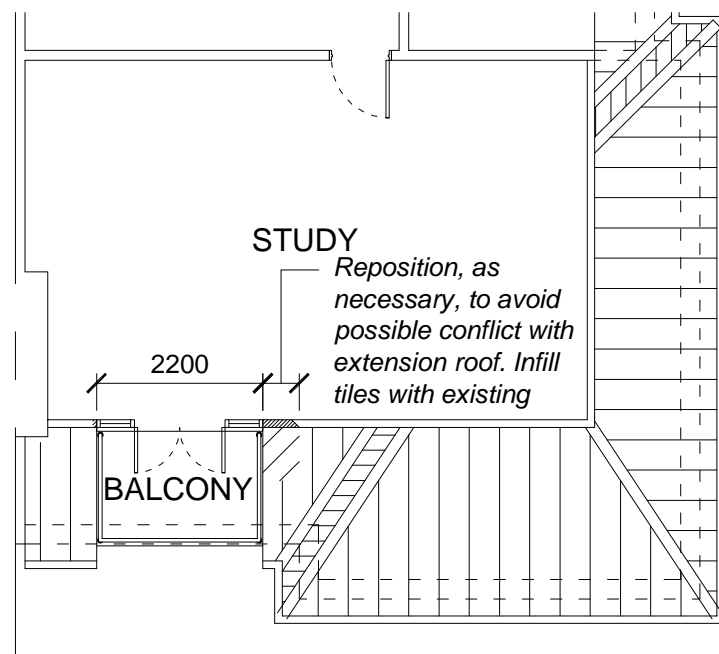 STUDY
Reposition, as
necessary, to avoid
possible conflict with
extension roof. Infill
tiles with existing
2200
BALCONY